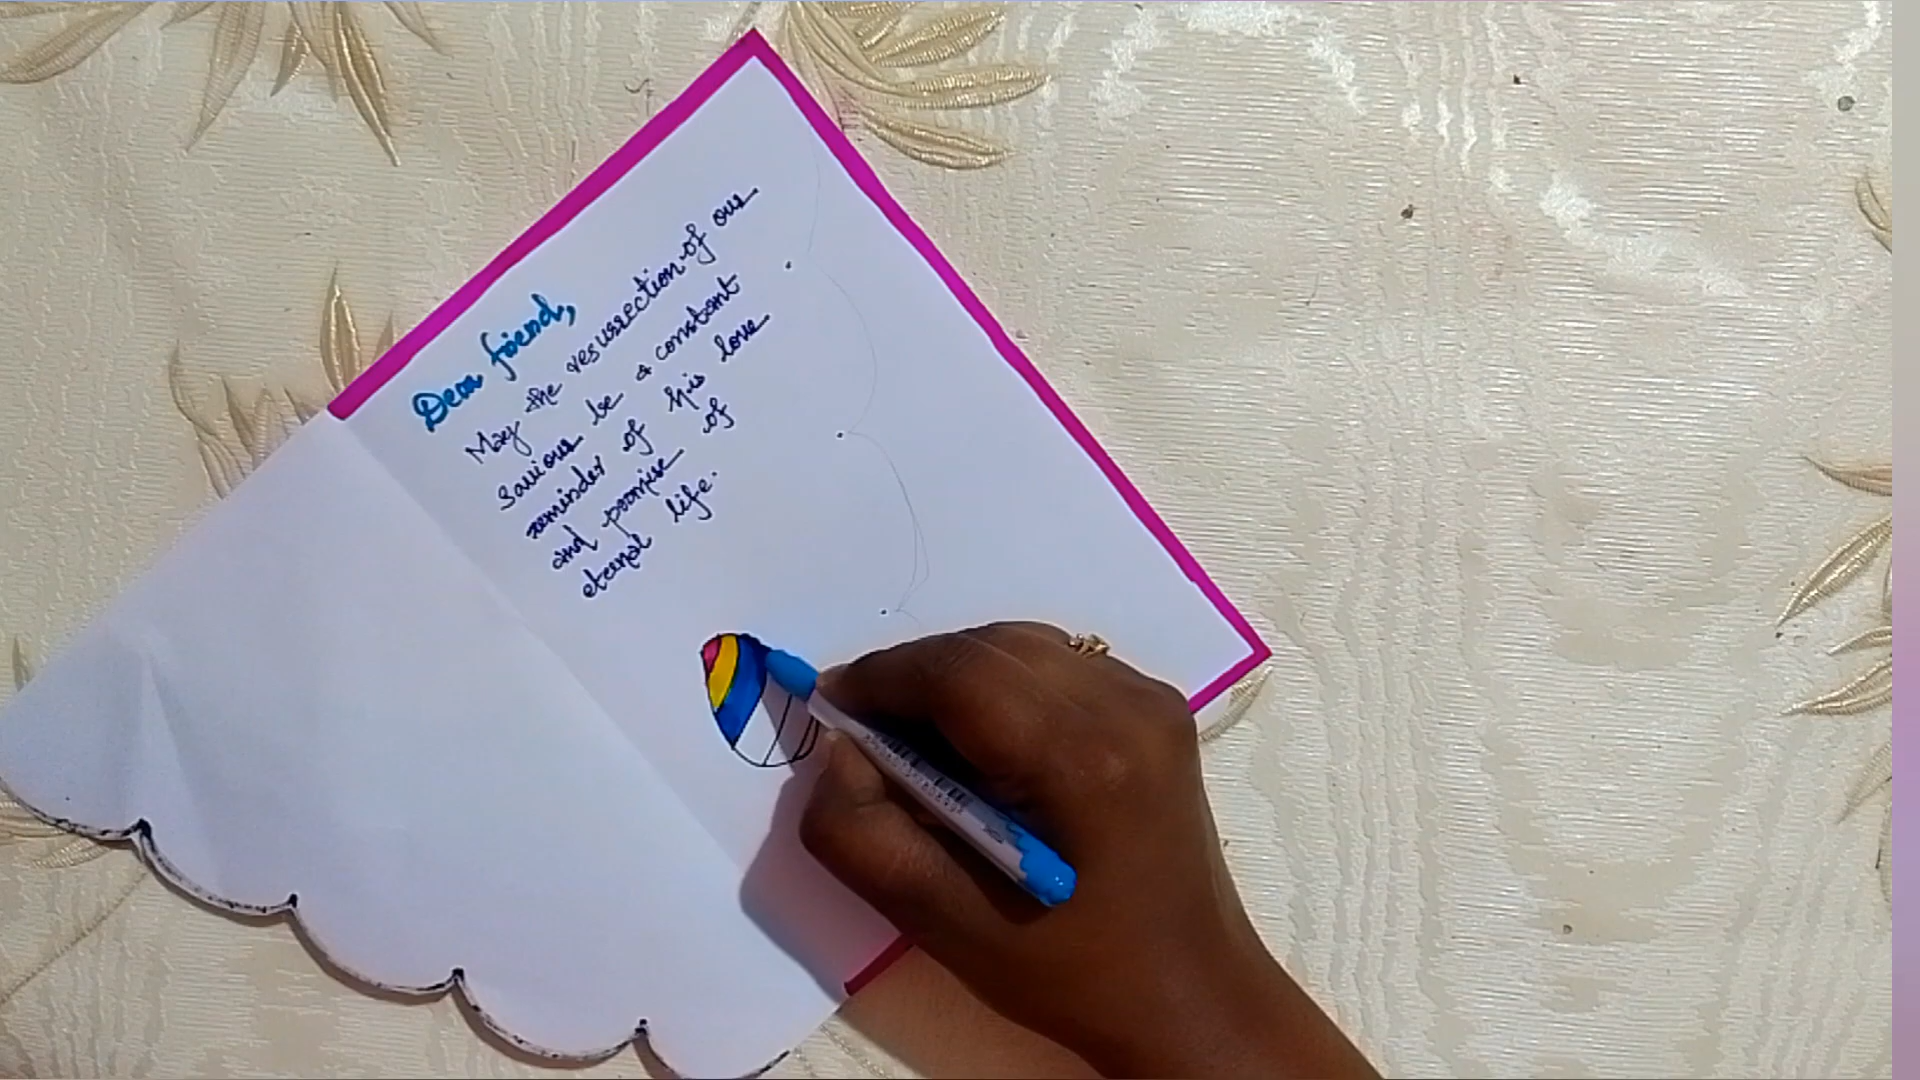 Dear friend,
May the resurrection of our
Saviour be a constant
reminder of his love
and promise of
eternal life.